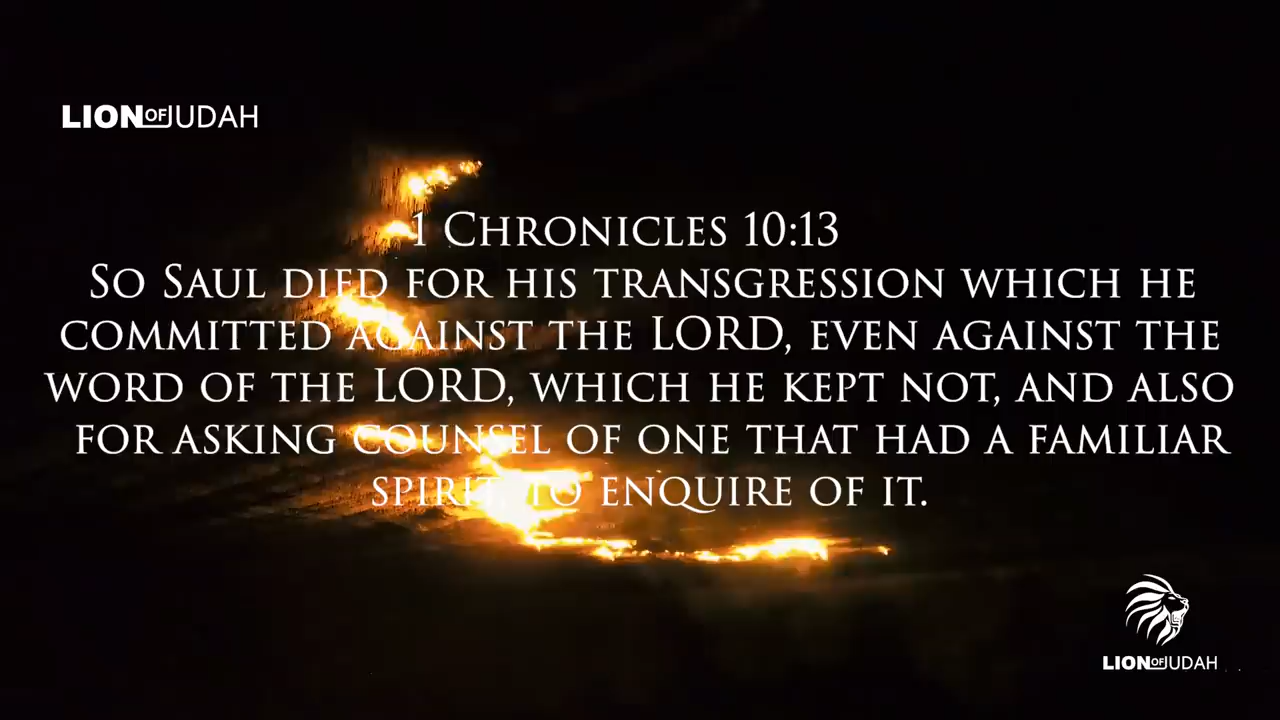 LION OF JUDAH
1 Chronicles 10:13
So Saul died for his transgression which he
committed against the LORD, even against the
word of the LORD, which he kept not, and also
for asking counsel of one that had a familiar
spirit, to enquire of it.
LION OF JUDAH